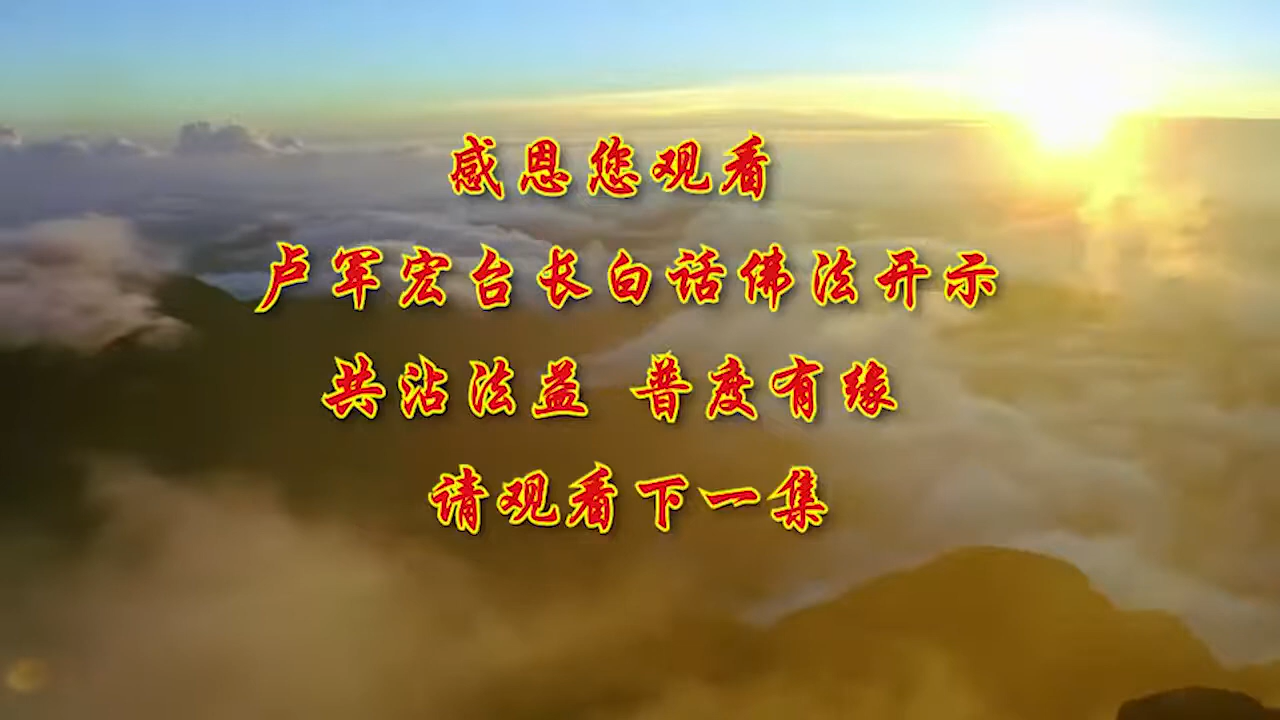 感恩您观看
卢军宏台长白话佛法开示
共沾法益 普度有缘
请观看下一集